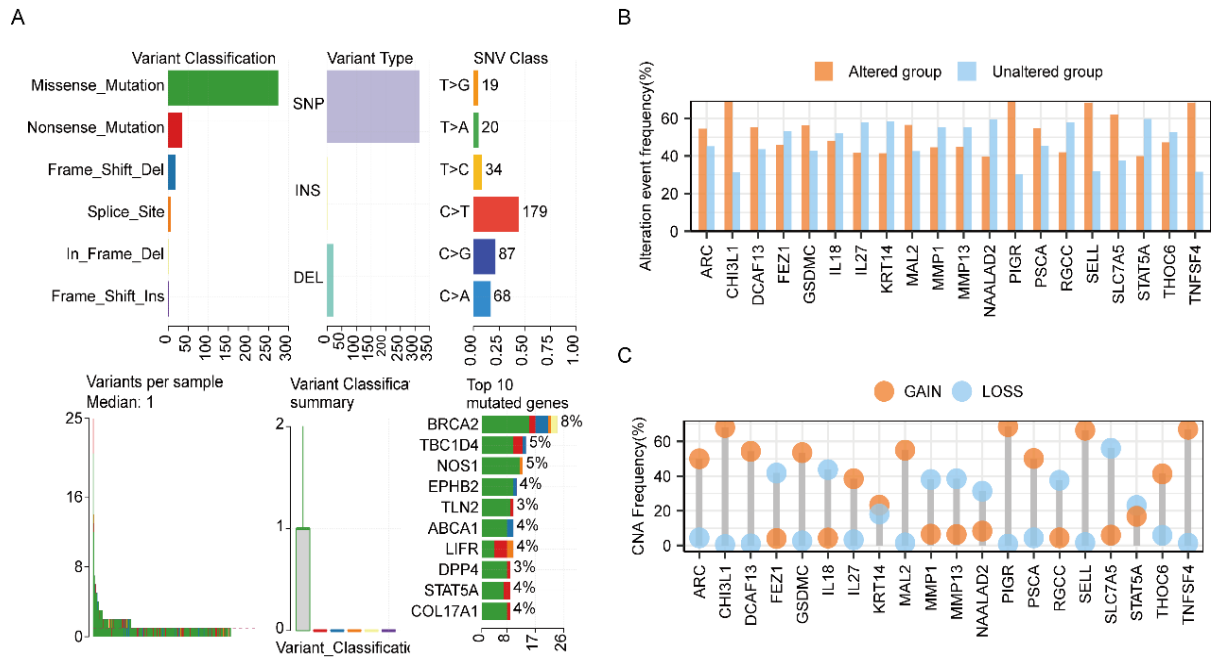 A
Variant Classification
Missense_Mutation
Nonsense_Mutation
Frame_Shift_Del
Splice_Site
In_Frame_Del
Frame_Shift_Ins
0
50
100
150
200
250
300
Variant Type
SNP
INS
DEL
0
50
100
150
200
250
300
350
SNV Class
T>G 19
T>A 20
T>C 34
C>T 179
C>G 87
C>A 68
0.00
0.25
0.50
0.75
1.00
Variants per sample
Median: 1
25
16
8
0
Variant Classificat
summary
2
1
0
Variant_Classificatio
Top 10
mutated genes
BRCA2 8%
TBC1D4 5%
NOS1 5%
EPHB2 4%
TLN2 3%
ABCA1 4%
LIFR 4%
DPP4 3%
STAT5A 4%
COL17A1 4%
0
8
17
26
B
Altered group Unaltered group
Alteration event frequency(%)
60
40
20
0
ARC
CHI3L1
DCAF13
FEZ1
GSDMC
IL18
IL27
KRT14
MAL2
MMP1
MMP13
NAALAD2
PIGR
PSCA
RGCC
SELL
SLC7A5
STAT5A
THOC6
TNFSF4
C
GAIN LOSS
CNA Frequency(%)
60
40
20
0
ARC
CHI3L1
DCAF13
FEZ1
GSDMC
IL18
IL27
KRT14
MAL2
MMP1
MMP13
NAALAD2
PIGR
PSCA
RGCC
SELL
SLC7A5
STAT5A
THOC6
TNFSF4